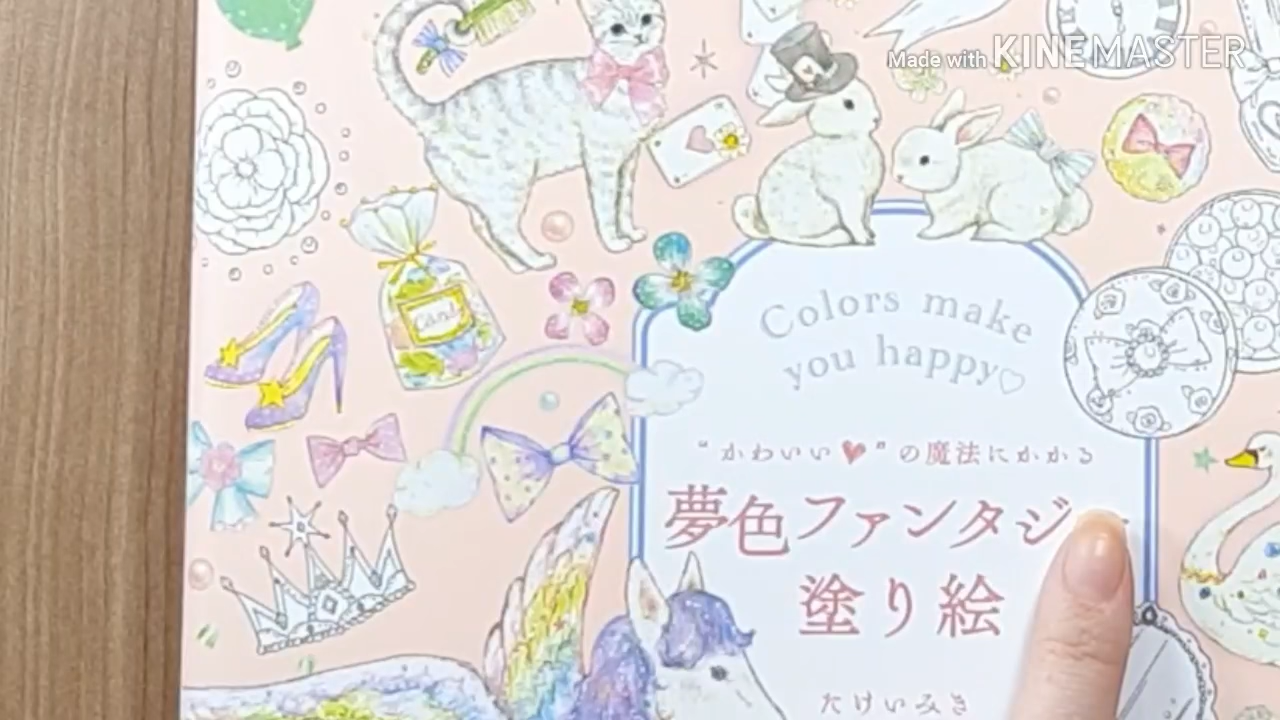 Made with KINEMASTER
Colors make
you happy♡
“かわいい♥”の魔法にかかる
夢色ファンタジ
塗り絵
たけいみき